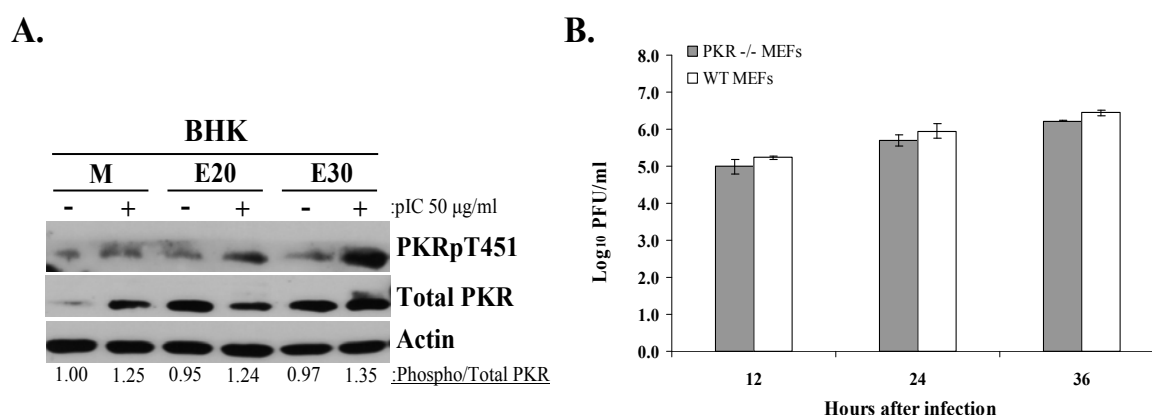 A.
BHK
M E20 E30
- + - + - + :pIC 50 µg/ml
PKRpT451
Total PKR
Actin
1.00 1.25 0.95 1.24 0.97 1.35 :Phospho/Total PKR
B.
PKR -/- MEFs
WT MEFs
8.0
7.0
6.0
5.0
4.0
3.0
2.0
1.0
0.0
Log10 PFU/ml
12 24 36
Hours after infection